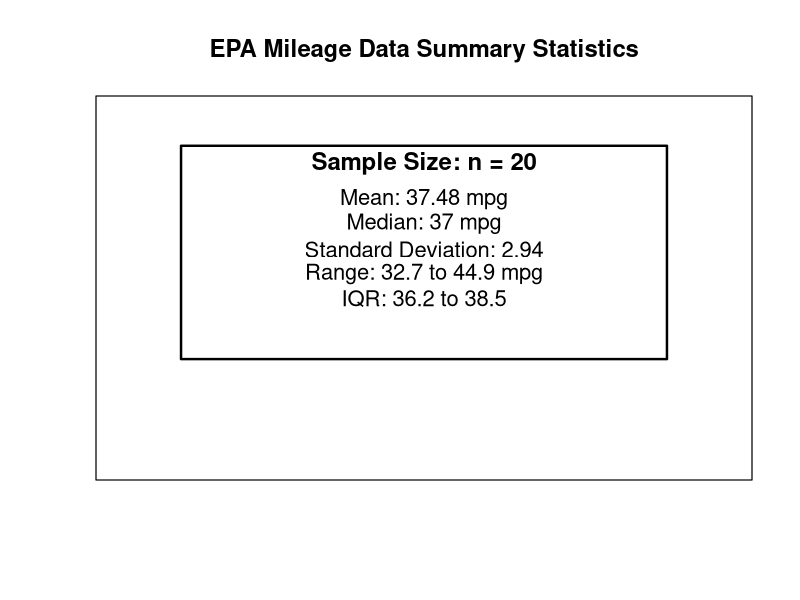 EPA Mileage Data Summary Statistics
Sample Size: n = 20
Mean: 37.48 mpg
Median: 37 mpg
Standard Deviation: 2.94
Range: 32.7 to 44.9 mpg
IQR: 36.2 to 38.5